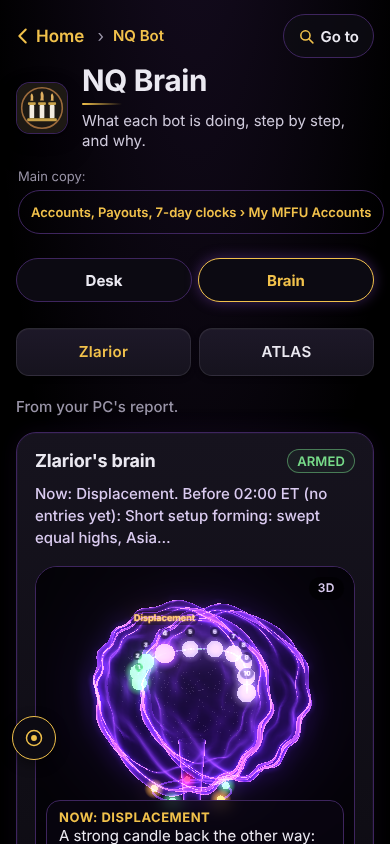 Home › NQ Bot
Go to
NQ Brain
What each bot is doing, step by step,
and why.
Main copy:
Accounts, Payouts, 7-day clocks › My MFFU Accounts
Desk
Brain
Zlarior
ATLAS
From your PC's report.
Zlarior's brain
ARMED
Now: Displacement. Before 02:00 ET (no
entries yet): Short setup forming: swept
equal highs, Asia...
3D
Displacement
NOW: DISPLACEMENT
A strong candle back the other way: